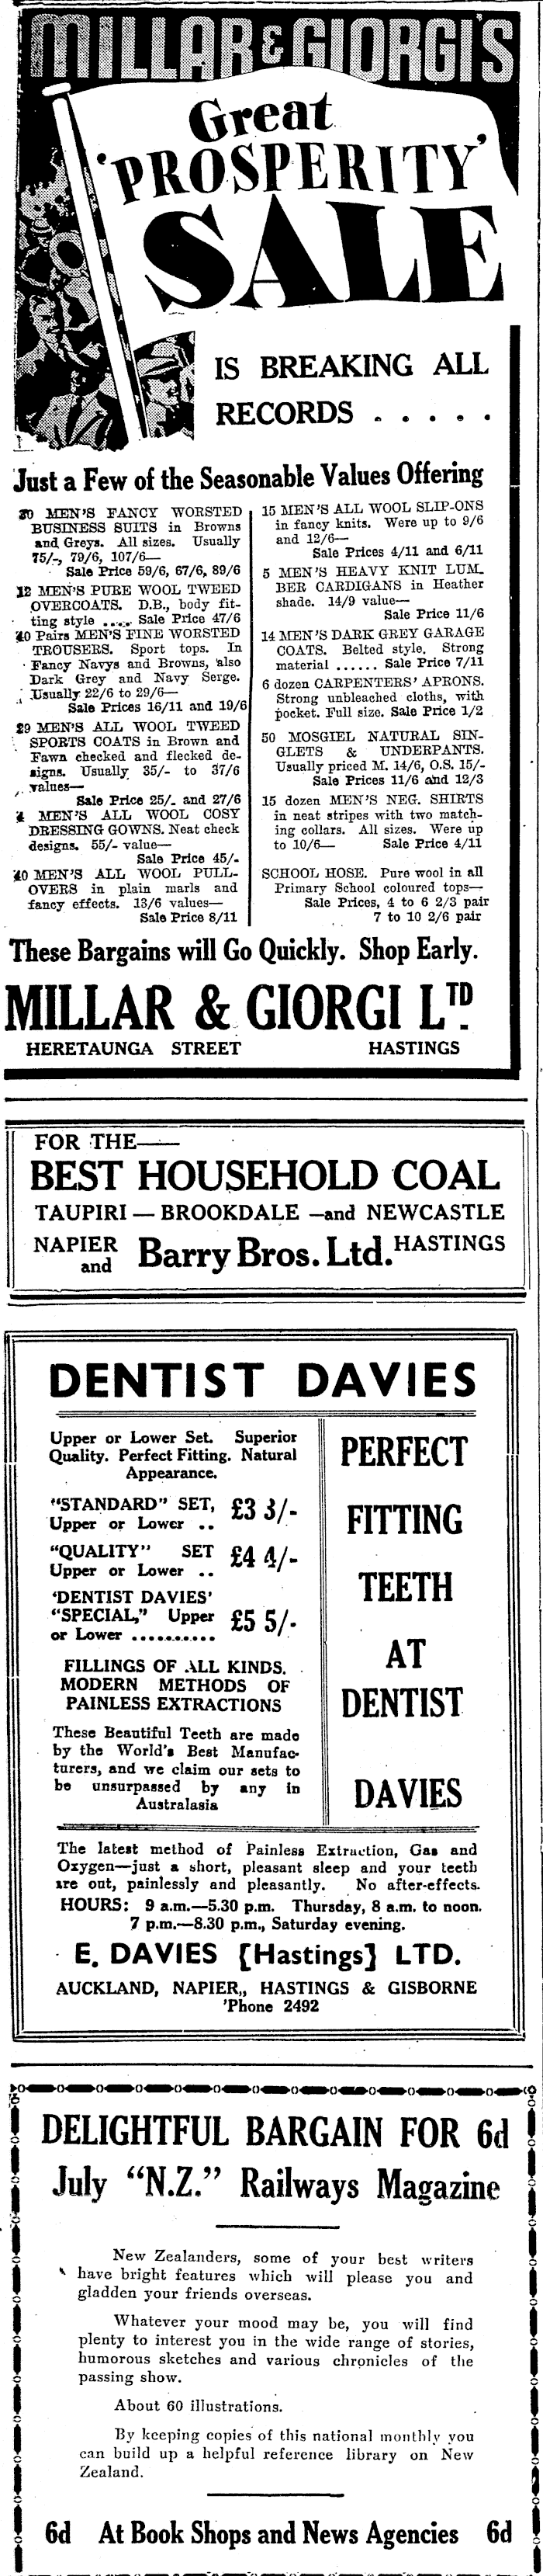 MILLAR & GIORGI'S
Great
'PROSPERITY'
SALE
IS BREAKING ALL
RECORDS . . . . .
Just a Few of the Seasonable Values Offering
MEN'S FANCY WORSTED
BUSINESS SUITS in Browns
and Greys. All sizes. Usually
75/-, 79/6, 107/6—
Sale Price 59/6, 67/6, 89/6
12 MEN'S PURE WOOL TWEED
OVERCOATS. D.B., body fit-
ting style ..... Sale Price 47/6
40 Pairs MEN'S FINE WORSTED
TROUSERS. Sport tops. In
Fancy Navys and Browns, also
Dark Grey and Navy Serge.
Usually 22/6 to 29/6—
Sale Prices 16/11 and 19/6
29 MEN'S ALL WOOL TWEED
SPORTS COATS in Brown and
Fawn checked and flecked de-
signs. Usually 35/- to 37/6
values—
Sale Price 25/- and 27/6
4 MEN'S ALL WOOL COSY
DRESSING GOWNS. Neat check
designs. 55/- value—
Sale Price 45/-
40 MEN'S ALL WOOL PULL-
OVERS in plain marls and
fancy effects. 13/6 values—
Sale Price 8/11
15 MEN'S ALL WOOL SLIP-ONS
in fancy knits. Were up to 9/6
and 12/6—
Sale Prices 4/11 and 6/11
5 MEN'S HEAVY KNIT LUM-
BER CARDIGANS in Heather
shade. 14/9 value—
Sale Price 11/6
14 MEN'S DARK GREY GARAGE
COATS. Belted style. Strong
material ...... Sale Price 7/11
6 dozen CARPENTERS' APRONS.
Strong unbleached cloths, with
pocket. Full size. Sale Price 1/2
50 MOSGIEL NATURAL SIN-
GLETS & UNDERPANTS.
Usually priced M. 14/6, O.S. 15/-
Sale Prices 11/6 and 12/3
15 dozen MEN'S NEG. SHIRTS
in neat stripes with two match-
ing collars. All sizes. Were up
to 10/6— Sale Price 4/11
SCHOOL HOSE. Pure wool in all
Primary School coloured tops—
Sale Prices, 4 to 6 2/3 pair
7 to 10 2/6 pair
These Bargains will Go Quickly. Shop Early.
MILLAR & GIORGI LTD.
HERETAUNGA STREET HASTINGS
FOR THE—
BEST HOUSEHOLD COAL
TAUPIRI — BROOKDALE —and NEWCASTLE
NAPIER and Barry Bros. Ltd. HASTINGS
DENTIST DAVIES
Upper or Lower Set. Superior
Quality. Perfect Fitting. Natural
Appearance.
"STANDARD" SET,
Upper or Lower .. £3 3/-
"QUALITY" SET
Upper or Lower .. £4 4/-
'DENTIST DAVIES'
"SPECIAL," Upper
or Lower ........... £5 5/-
FILLINGS OF ALL KINDS.
MODERN METHODS OF
PAINLESS EXTRACTIONS
These Beautiful Teeth are made
by the World's Best Manufac-
turers, and we claim our sets to
be unsurpassed by any in
Australasia
PERFECT
FITTING
TEETH
AT
DENTIST
DAVIES
The latest method of Painless Extraction, Gas and
Oxygen—just a short, pleasant sleep and your teeth
are out, painlessly and pleasantly. No after-effects.
HOURS: 9 a.m.—5.30 p.m. Thursday, 8 a.m. to noon.
7 p.m.—8.30 p.m., Saturday evening.
E. DAVIES [Hastings] LTD.
AUCKLAND, NAPIER,, HASTINGS & GISBORNE
'Phone 2492
DELIGHTFUL BARGAIN FOR 6d
July "N.Z." Railways Magazine
New Zealanders, some of your best writers
have bright features which will please you and
gladden your friends overseas.
Whatever your mood may be, you will find
plenty to interest you in the wide range of stories,
humorous sketches and various chronicles of the
passing show.
About 60 illustrations.
By keeping copies of this national monthly you
can build up a helpful reference library on New
Zealand.
6d At Book Shops and News Agencies 6d